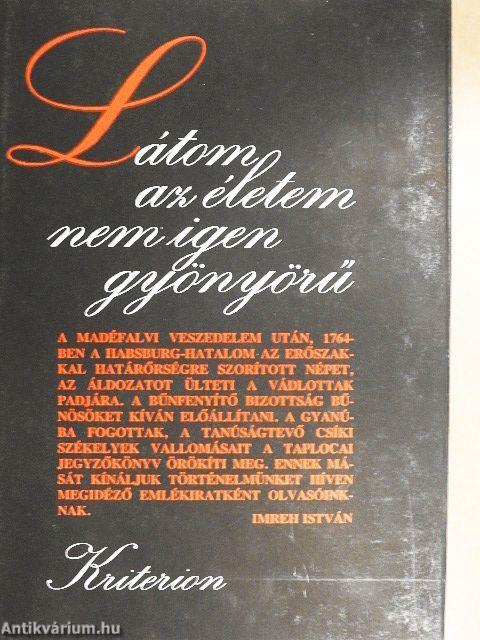 Látom
az életem
nem igen
gyönyörű
A MADÉFALVI VESZEDELEM UTÁN, 1764-
BEN A HABSBURG-HATALOM AZ ERŐSZAK-
KAL HATÁRŐRSÉGRE SZORÍTOTT NÉPET,
AZ ÁLDOZATOT ÜLTETI A VÁDLOTTAK
PADJÁRA. A BŰNFENYÍTŐ BIZOTTSÁG BŰ-
NÖSÖKET KÍVÁN ELŐÁLLÍTANI. A GYANÚ-
BA FOGOTTAK, A TANÚSÁGTEVŐ CSÍKI
SZÉKELYEK VALLOMÁSAIT A TAPLOCAI
JEGYZŐKÖNYV ÖRÖKÍTI MEG. ENNEK MÁ-
SÁT KÍNÁLJUK TÖRTÉNELMÜNKET HÍVEN
MEGIDÉZŐ EMLÉKIRATKÉNT OLVASÓINK-
NAK.
IMREH ISTVÁN
Kriterion
Antikvárium.hu